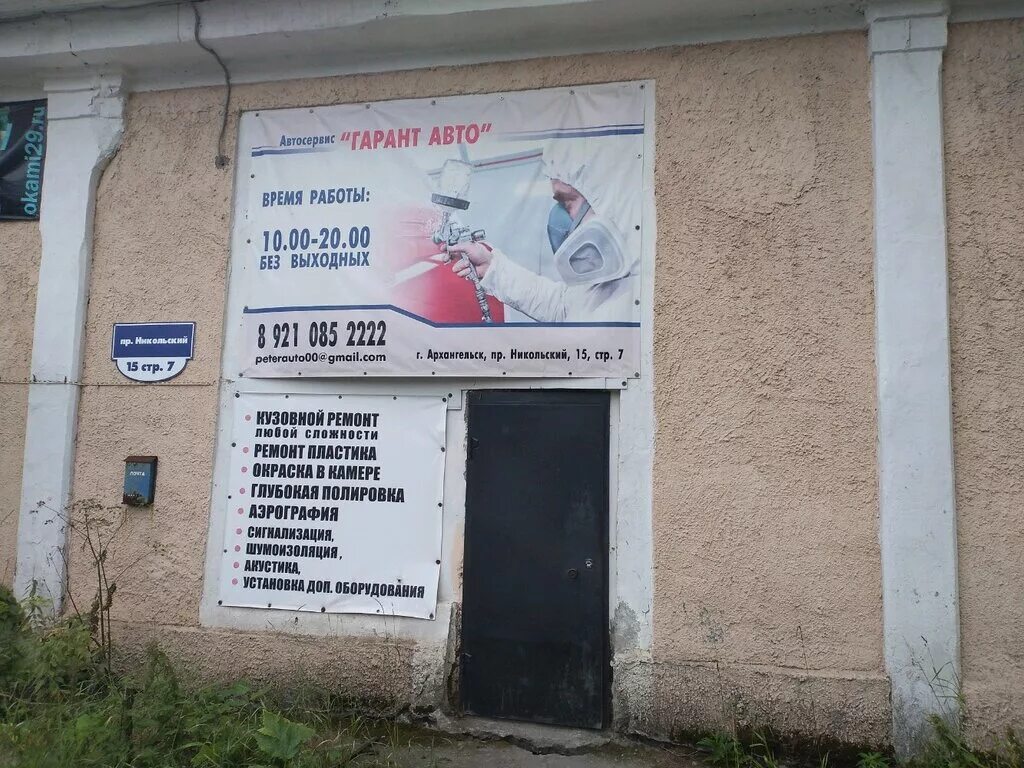 okami29.ru
Автосервис "ГАРАНТ АВТО"
ВРЕМЯ РАБОТЫ:
10.00-20.00
БЕЗ ВЫХОДНЫХ
8 921 085 2222
peterauto00@gmail.com
г. Архангельск, пр. Никольский, 15, стр. 7
пр. Никольский
15 стр. 7
ПОЧТА
• КУЗОВНОЙ РЕМОНТ
ЛЮБОЙ СЛОЖНОСТИ
• РЕМОНТ ПЛАСТИКА
• ОКРАСКА В КАМЕРЕ
• ГЛУБОКАЯ ПОЛИРОВКА
• АЭРОГРАФИЯ
• СИГНАЛИЗАЦИЯ,
• ШУМОИЗОЛЯЦИЯ,
• АКУСТИКА,
• УСТАНОВКА ДОП. ОБОРУДОВАНИЯ